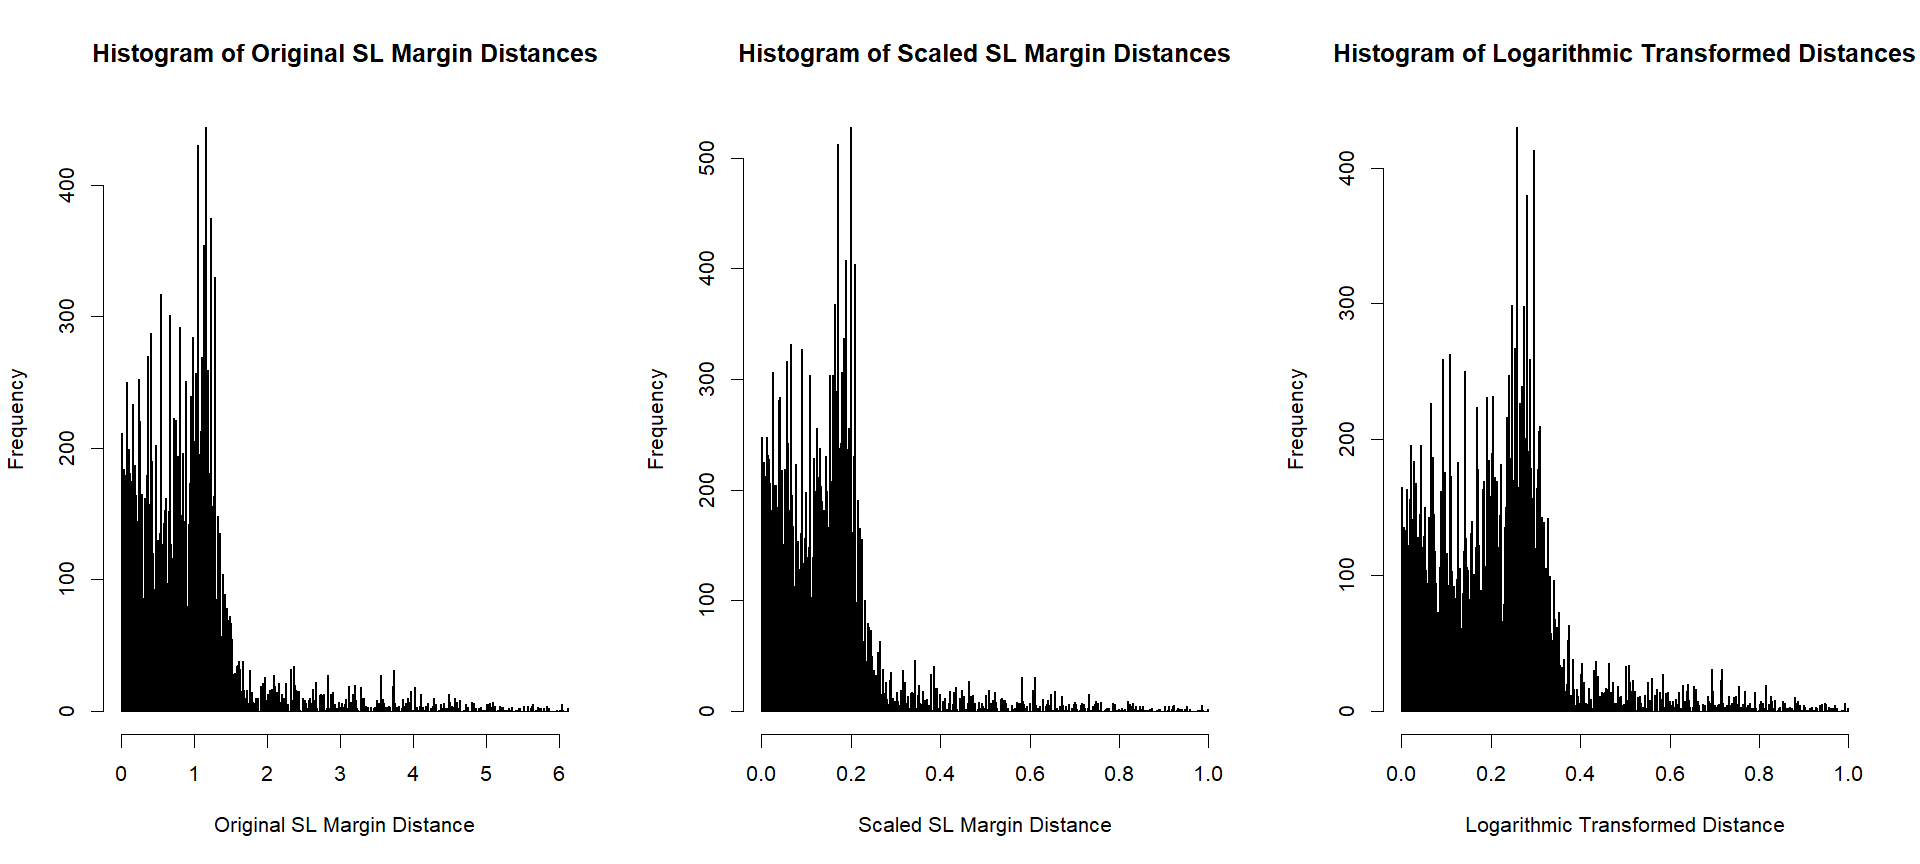 Histogram of Original SL Margin Distances
Frequency
400
300
200
100
0
0 1 2 3 4 5 6
Original SL Margin Distance
Histogram of Scaled SL Margin Distances
Frequency
500
400
300
200
100
0
0.0 0.2 0.4 0.6 0.8 1.0
Scaled SL Margin Distance
Histogram of Logarithmic Transformed Distances
Frequency
400
300
200
100
0
0.0 0.2 0.4 0.6 0.8 1.0
Logarithmic Transformed Distance